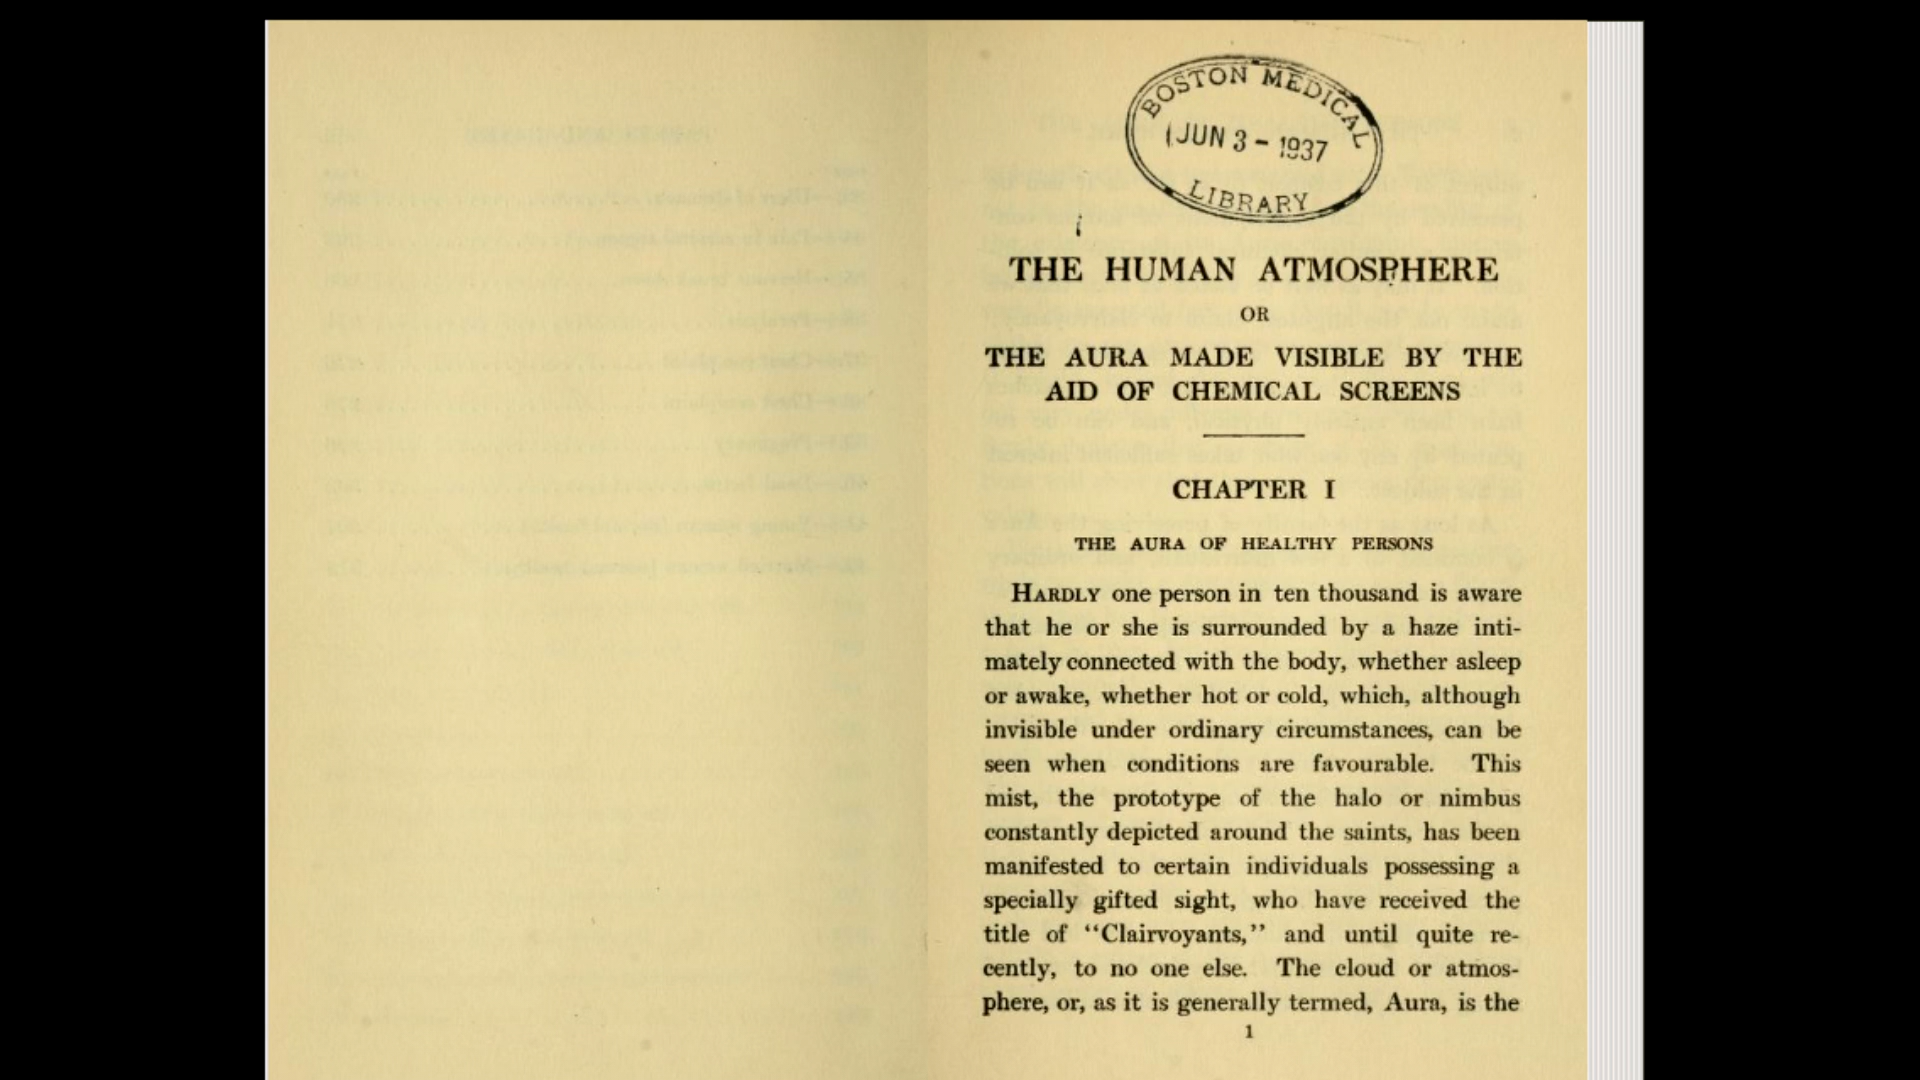 BOSTON MEDICAL
JUN 3 - 1937
LIBRARY
THE HUMAN ATMOSPHERE
OR
THE AURA MADE VISIBLE BY THE
AID OF CHEMICAL SCREENS
CHAPTER I
THE AURA OF HEALTHY PERSONS
HARDLY one person in ten thousand is aware
that he or she is surrounded by a haze inti-
mately connected with the body, whether asleep
or awake, whether hot or cold, which, although
invisible under ordinary circumstances, can be
seen when conditions are favourable. This
mist, the prototype of the halo or nimbus
constantly depicted around the saints, has been
manifested to certain individuals possessing a
specially gifted sight, who have received the
title of “Clairvoyants,” and until quite re-
cently, to no one else. The cloud or atmos-
phere, or, as it is generally termed, Aura, is the
1